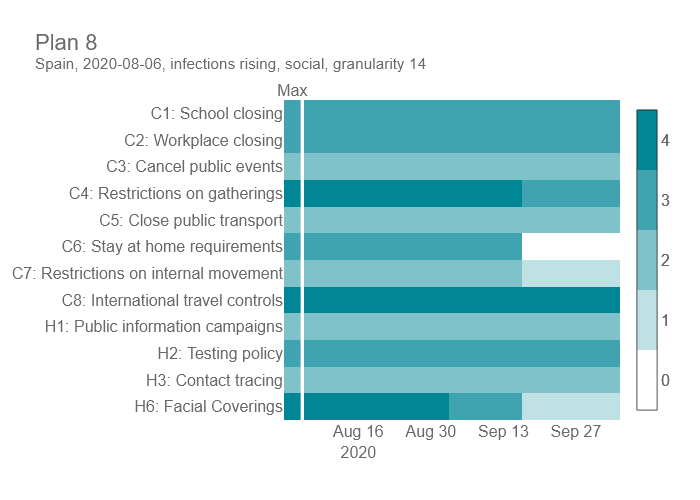 Plan 8
Spain, 2020-08-06, infections rising, social, granularity 14
Max
C1: School closing
C2: Workplace closing
C3: Cancel public events
C4: Restrictions on gatherings
C5: Close public transport
C6: Stay at home requirements
C7: Restrictions on internal movement
C8: International travel controls
H1: Public information campaigns
H2: Testing policy
H3: Contact tracing
H6: Facial Coverings
Aug 16 Aug 30 Sep 13 Sep 27
2020
4
3
2
1
0